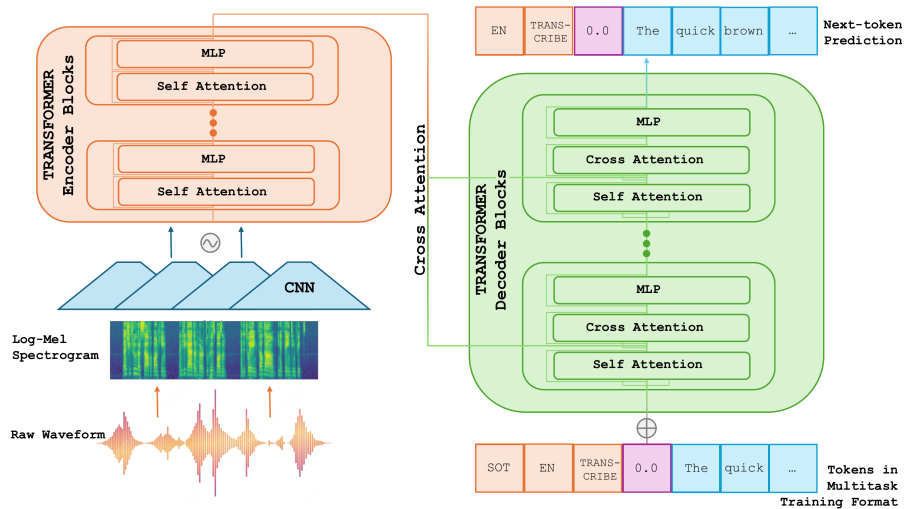 TRANSFORMER
Encoder Blocks
MLP
Self Attention
MLP
Self Attention
CNN
Log-Mel
Spectrogram
Raw Waveform
Cross Attention
EN
TRANS-
CRIBE
0.0
The
quick
brown
…
Next-token
Prediction
TRANSFORMER
Decoder Blocks
MLP
Cross Attention
Self Attention
MLP
Cross Attention
Self Attention
SOT
EN
TRANS-
CRIBE
0.0
The
quick
…
Tokens in
Multitask
Training Format